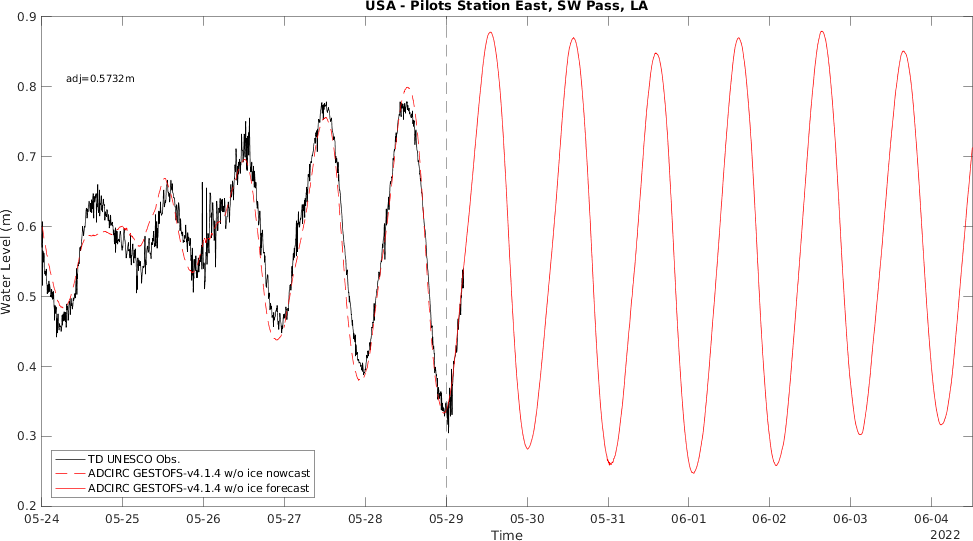 USA - Pilots Station East, SW Pass, LA
adj=0.5732m
0.9
0.8
0.7
0.6
0.5
0.4
0.3
0.2
Water Level (m)
TD UNESCO Obs.
ADCIRC GESTOFS-v4.1.4 w/o ice nowcast
ADCIRC GESTOFS-v4.1.4 w/o ice forecast
05-24 05-25 05-26 05-27 05-28 05-29 05-30 05-31 06-01 06-02 06-03 06-04
2022
Time